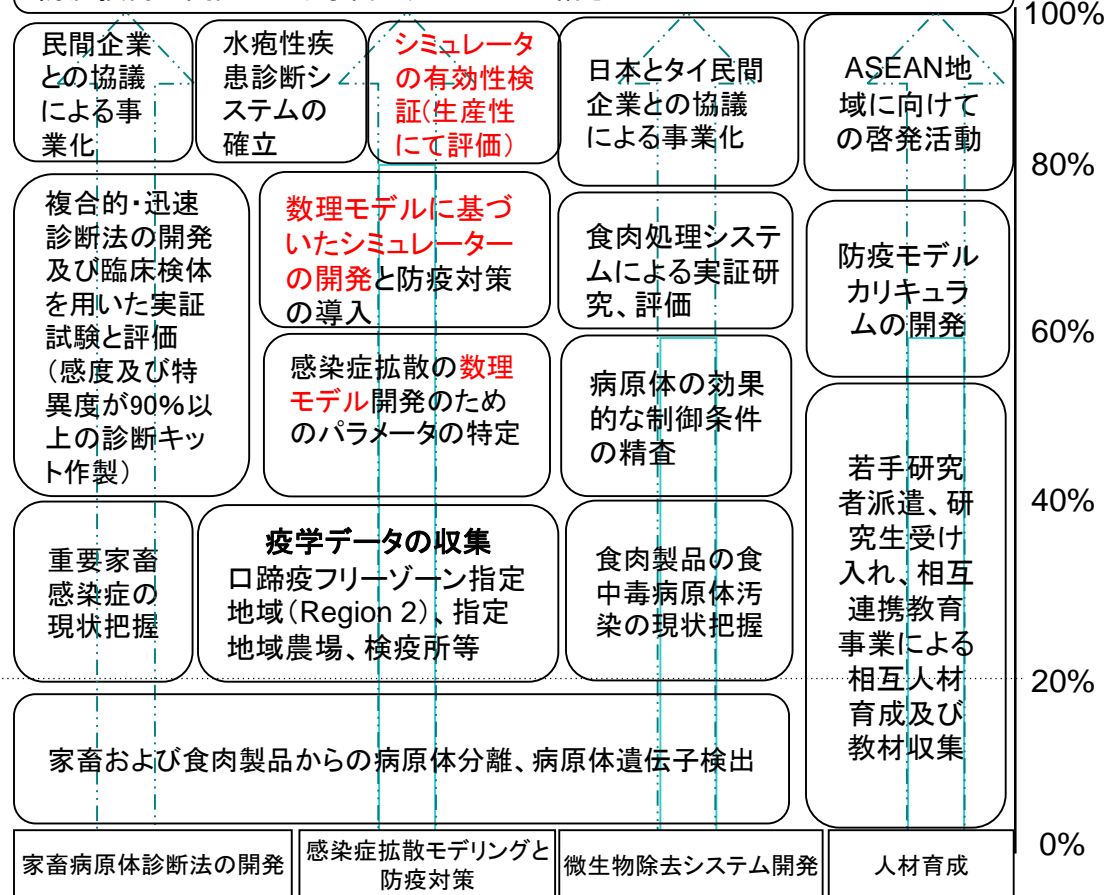 100%
民間企業
との協議
による事
業化
水疱性疾
患診断シ
ステムの
確立
シミュレータ
の有効性検
証(生産性
にて評価)
日本とタイ民間
企業との協議
による事業化
ASEAN地
域に向けて
の啓発活動
80%
複合的・迅速
診断法の開発
及び臨床検体
を用いた実証
試験と評価
(感度及び特
異度が90%以
上の診断キッ
ト作製)
数理モデルに基づ
いたシミュレーター
の開発と防疫対策
の導入
食肉処理システ
ムによる実証研
究、評価
防疫モデル
カリキュラ
ムの開発
60%
感染症拡散の数理
モデル開発のため
のパラメータの特定
病原体の効果
的な制御条件
の精査
若手研究
者派遣、研
究生受け
入れ、相互
連携教育
事業による
相互人材
育成及び
教材収集
40%
重要家畜
感染症の
現状把握
疫学データの収集
口蹄疫フリーゾーン指定
地域(Region 2)、指定
地域農場、検疫所等
食肉製品の食
中毒病原体汚
染の現状把握
20%
家畜および食肉製品からの病原体分離、病原体遺伝子検出
0%
家畜病原体診断法の開発
感染症拡散モデリングと
防疫対策
微生物除去システム開発
人材育成